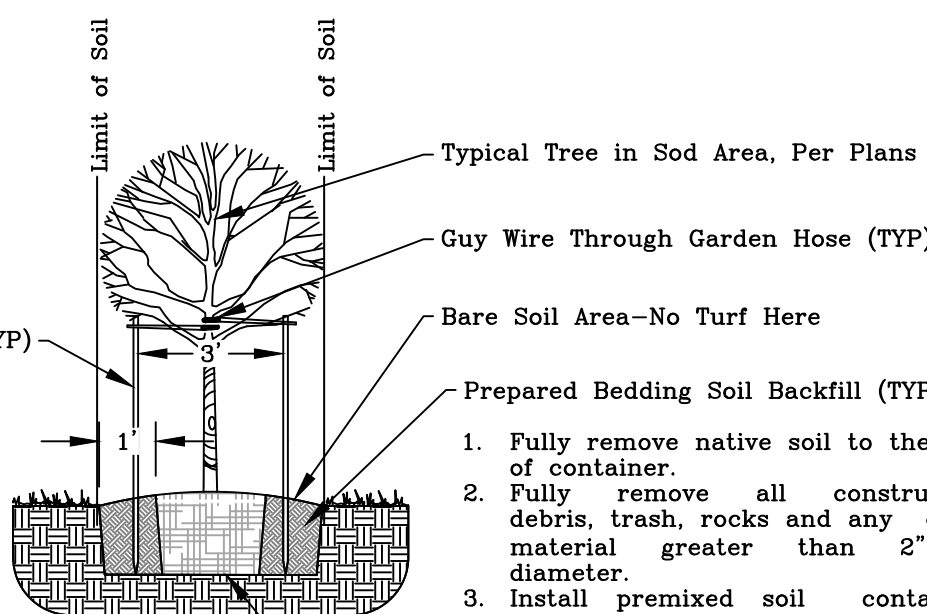 Limit of Soil
Limit of Soil
Typical Tree in Sod Area, Per Plans
Guy Wire Through Garden Hose (TYP)
Bare Soil Area-No Turf Here
YP)
3'
Prepared Bedding Soil Backfill (TYP
1'
1. Fully remove native soil to the
of container.
2. Fully remove all constru
debris, trash, rocks and any
material greater than 2"
diameter.
3. Install premixed soil conta